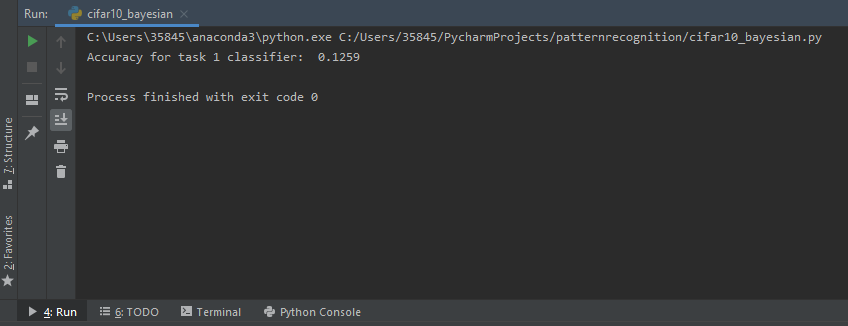 Run: cifar10_bayesian
C:\Users\35845\anaconda3\python.exe C:/Users/35845/PycharmProjects/patternrecognition/cifar10_bayesian.py
Accuracy for task 1 classifier:  0.1259
Process finished with exit code 0
7: Structure
2: Favorites
4: Run 6: TODO Terminal Python Console